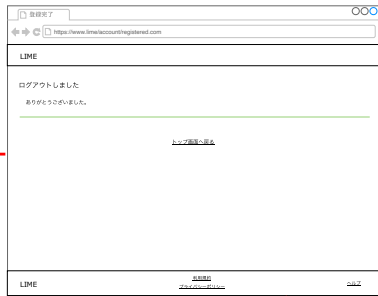 登録完了
https://www.lime/account/registered.com
LIME
ログアウトしました
ありがとうございました。
トップ画面へ戻る
LIME
利用規約
プライバシーポリシー
ヘルプ